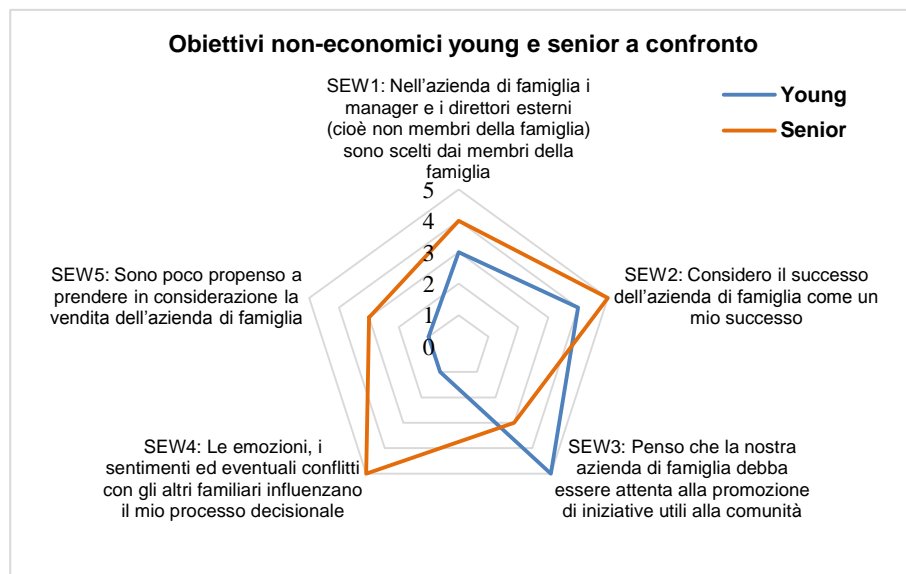 Obiettivi non-economici young e senior a confronto
SEW1: Nell'azienda di famiglia i
manager e i direttori esterni
(cioè non membri della famiglia)
sono scelti dai membri della
famiglia
Young
Senior
5
4
3
2
1
0
SEW2: Considero il successo
dell'azienda di famiglia come un
mio successo
SEW3: Penso che la nostra
azienda di famiglia debba
essere attenta alla promozione
di iniziative utili alla comunità
SEW4: Le emozioni, i
sentimenti ed eventuali conflitti
con gli altri familiari influenzano
il mio processo decisionale
SEW5: Sono poco propenso a
prendere in considerazione la
vendita dell'azienda di famiglia